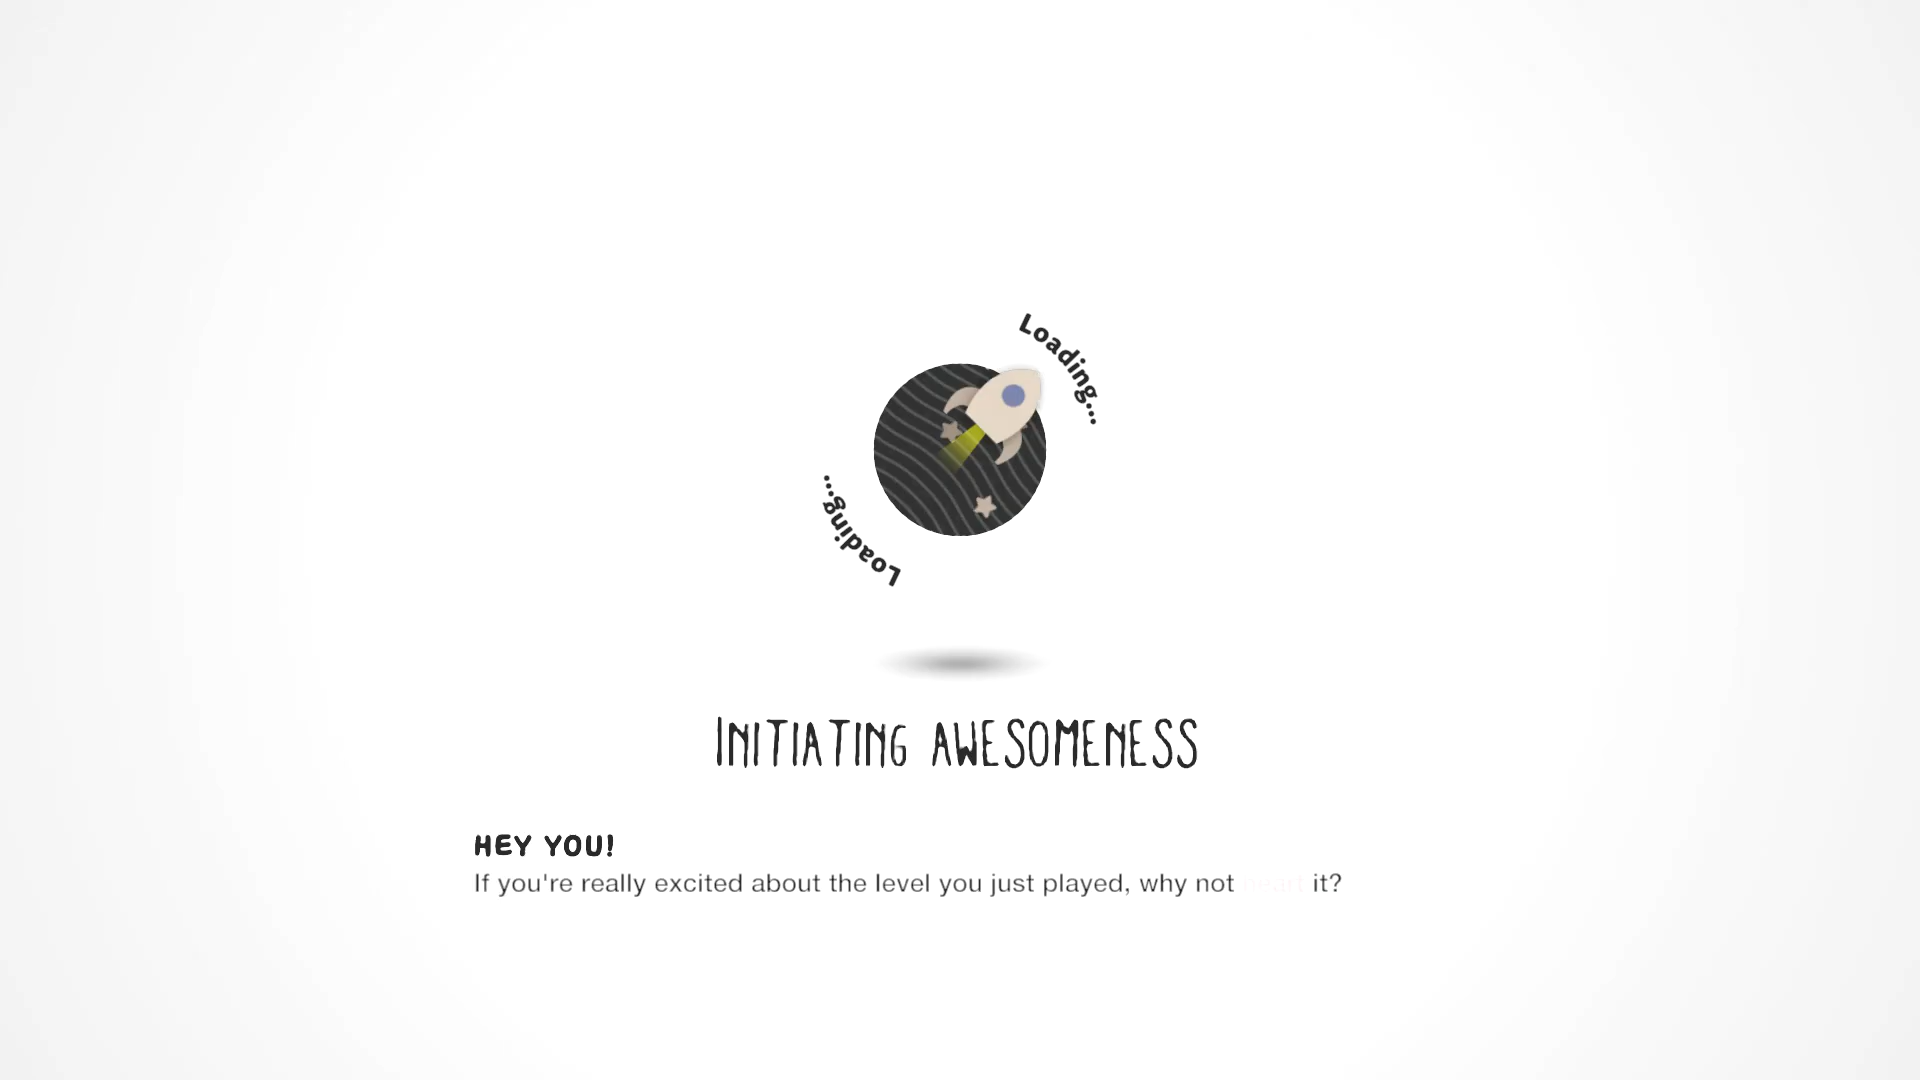 Loading...
Loading...
INITIATING AWESOMENESS
HEY YOU!
If you're really excited about the level you just played, why not heart it?